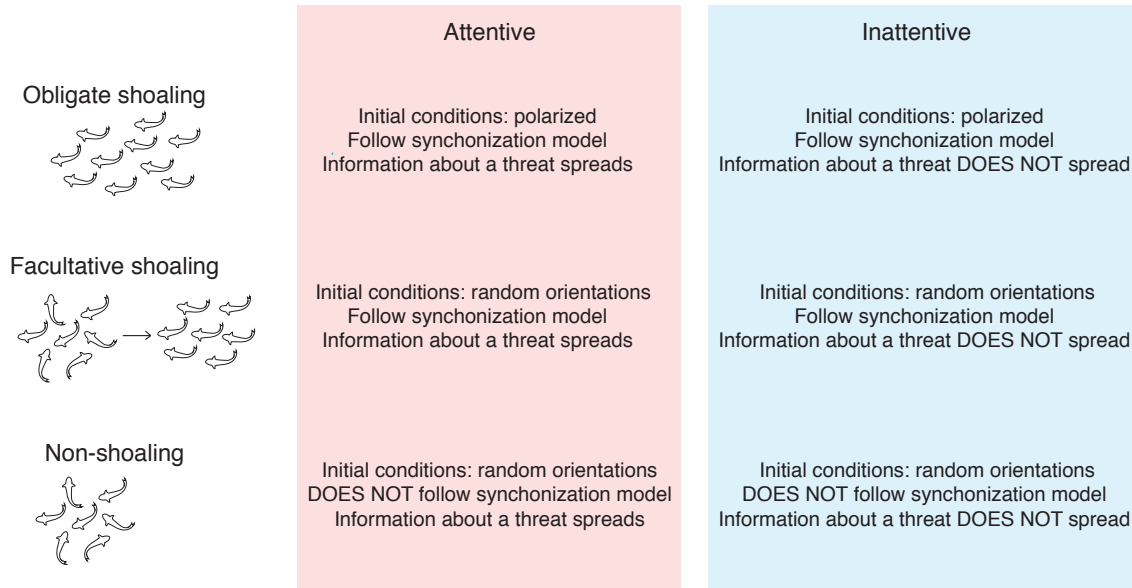 Attentive
Inattentive
Obligate shoaling
Initial conditions: polarized
Follow synchonization model
Information about a threat spreads
Initial conditions: polarized
Follow synchonization model
Information about a threat DOES NOT spread
Facultative shoaling
Initial conditions: random orientations
Follow synchonization model
Information about a threat spreads
Initial conditions: random orientations
Follow synchonization model
Information about a threat DOES NOT spread
Non-shoaling
Initial conditions: random orientations
DOES NOT follow synchonization model
Information about a threat spreads
Initial conditions: random orientations
DOES NOT follow synchonization model
Information about a threat DOES NOT spread